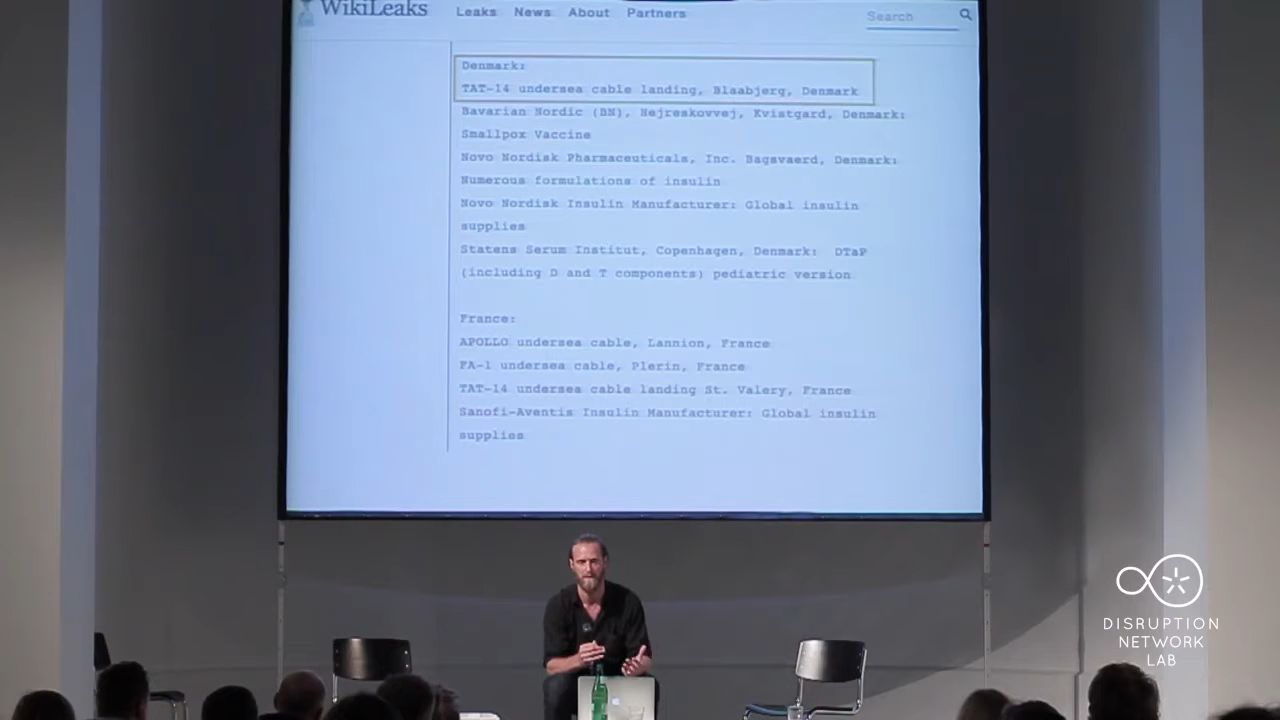 WikiLeaks Leaks News About Partners Search
Denmark:
TAT-14 undersea cable landing, Blaabjerg, Denmark
Bavarian Nordic (BN), Hejreskovvej, Kvistgard, Denmark:
Smallpox Vaccine
Novo Nordisk Pharmaceuticals, Inc. Bagsvaerd, Denmark:
Numerous formulations of insulin
Novo Nordisk Insulin Manufacturer: Global insulin
supplies
Statens Serum Institut, Copenhagen, Denmark: DTaP
(including D and T components) pediatric version
France:
APOLLO undersea cable, Lannion, France
FA-1 undersea cable, Plerin, France
TAT-14 undersea cable landing St. Valery, France
Sanofi-Aventis Insulin Manufacturer: Global insulin
supplies
DISRUPTION
NETWORK
LAB